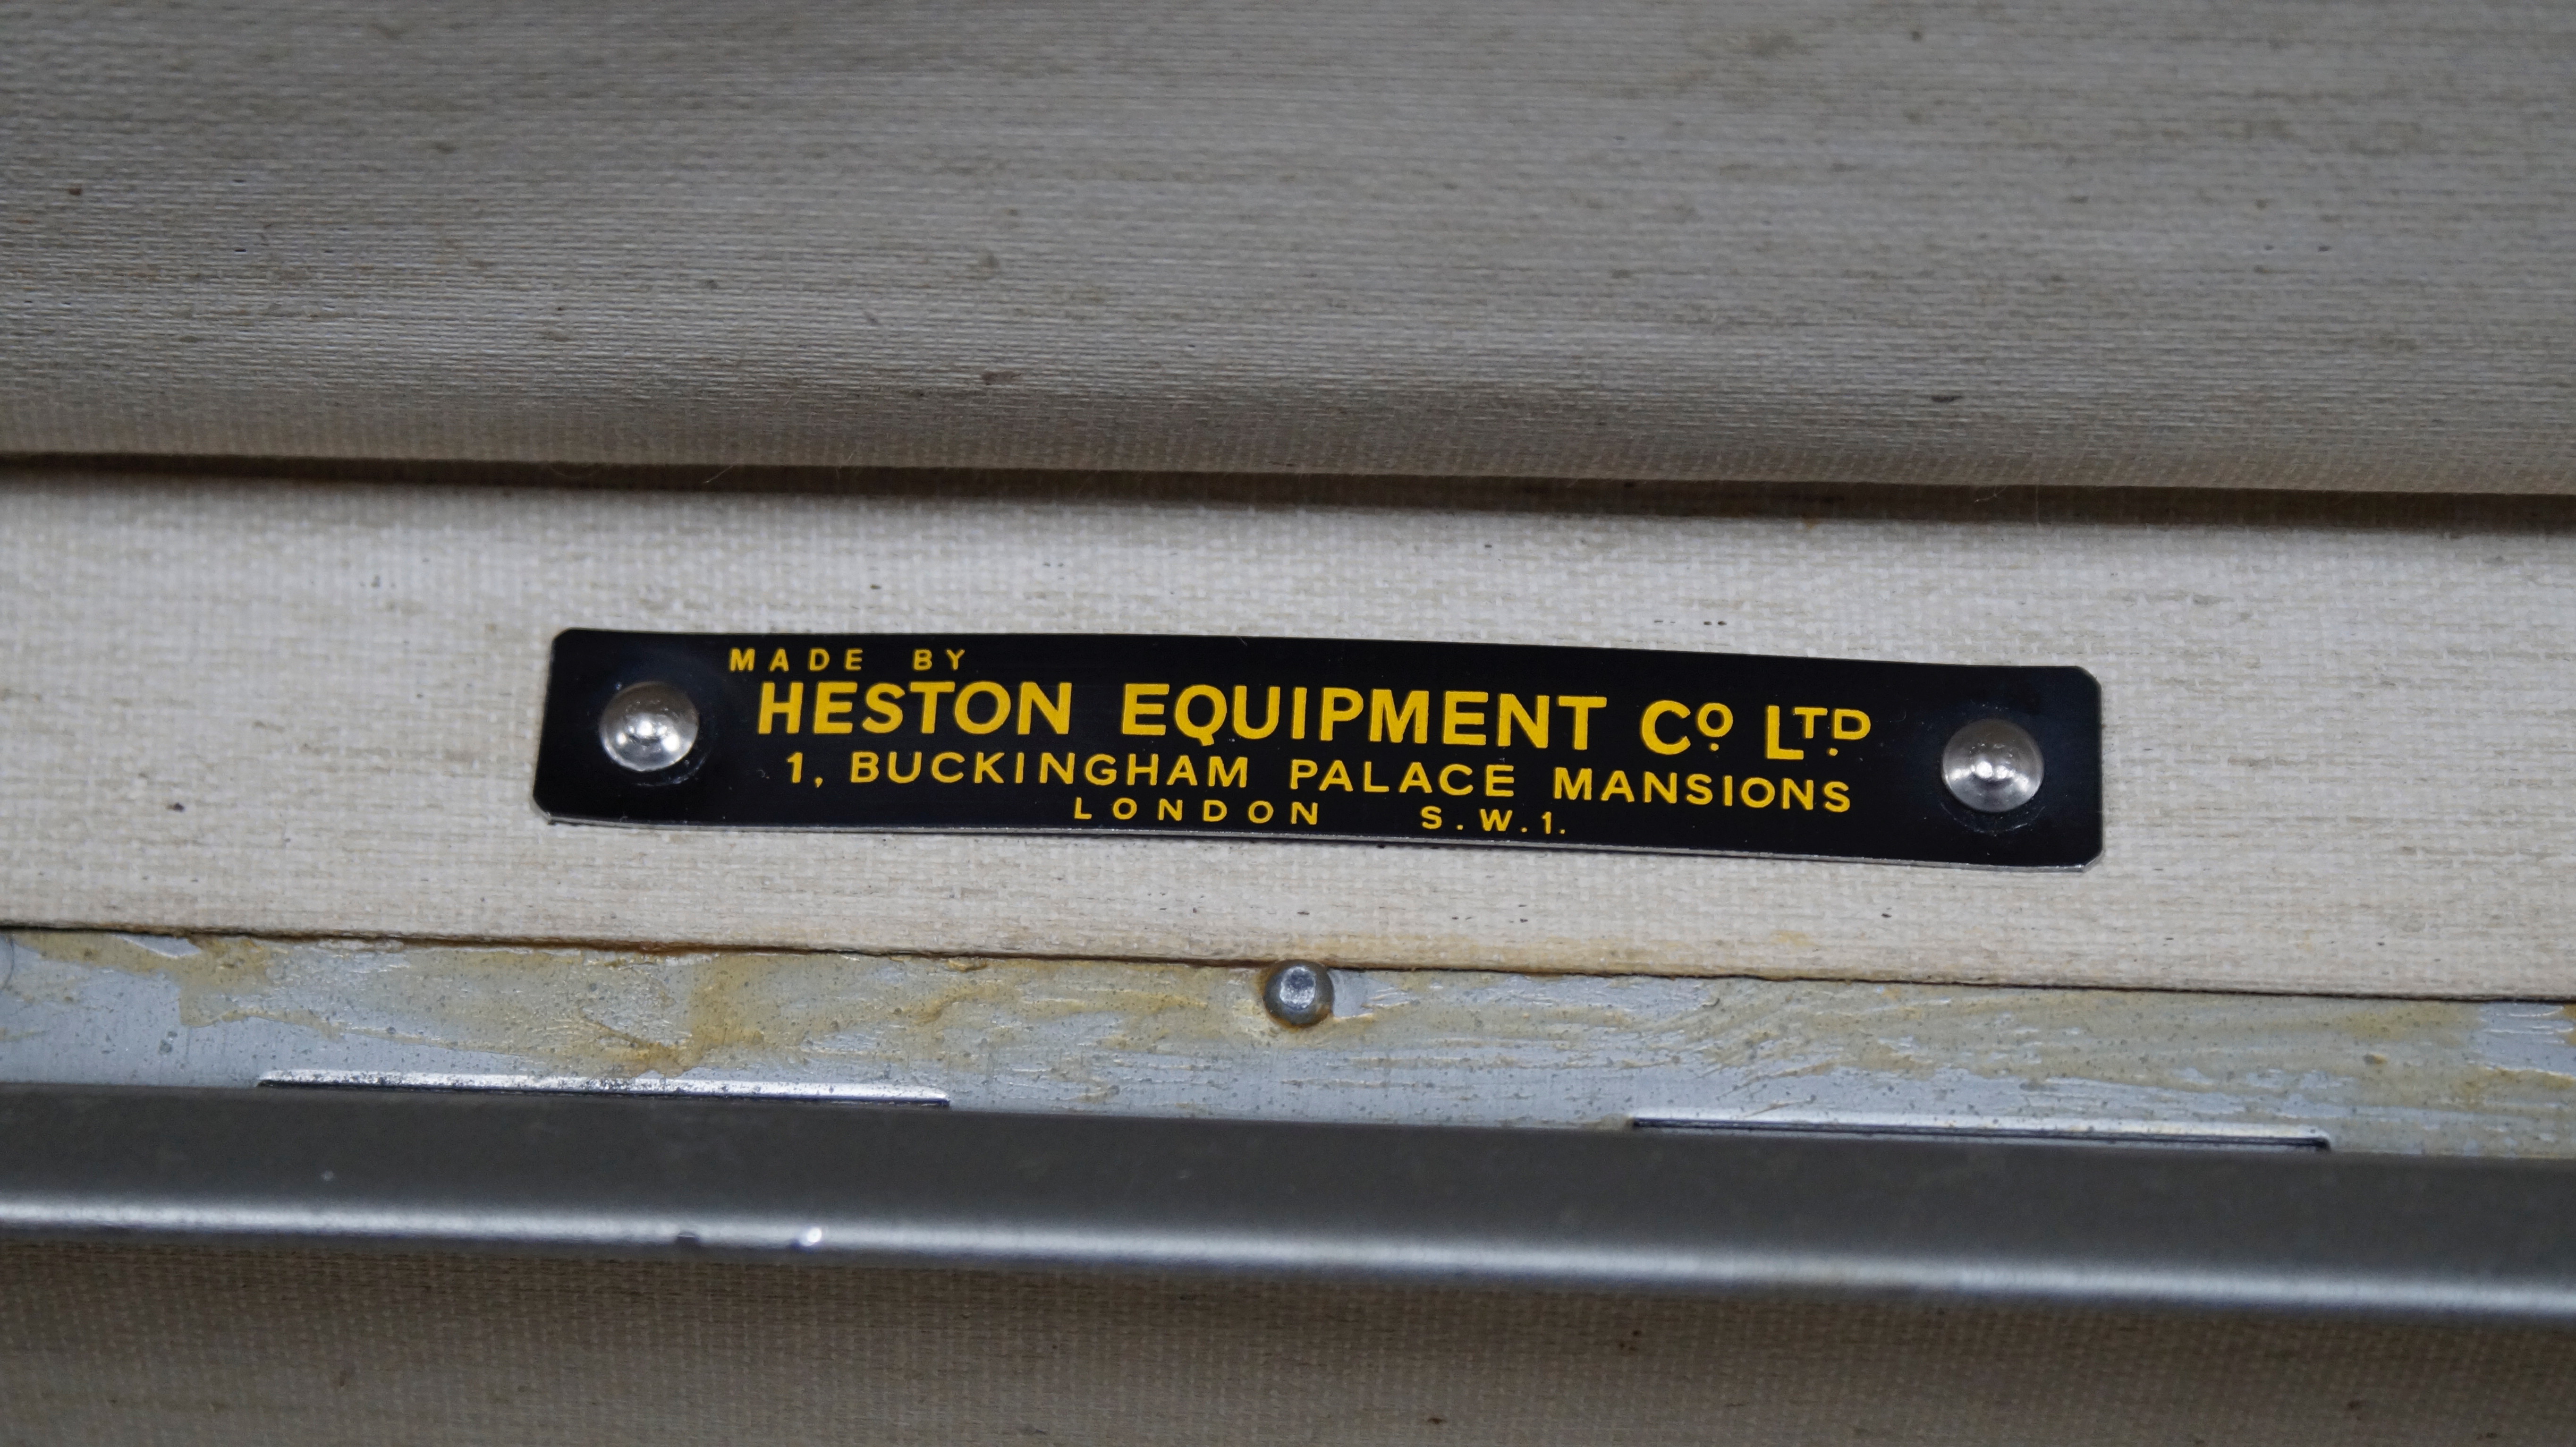 MADE BY
HESTON EQUIPMENT Cº LTD
1, BUCKINGHAM PALACE MANSIONS
LONDON S.W.1.